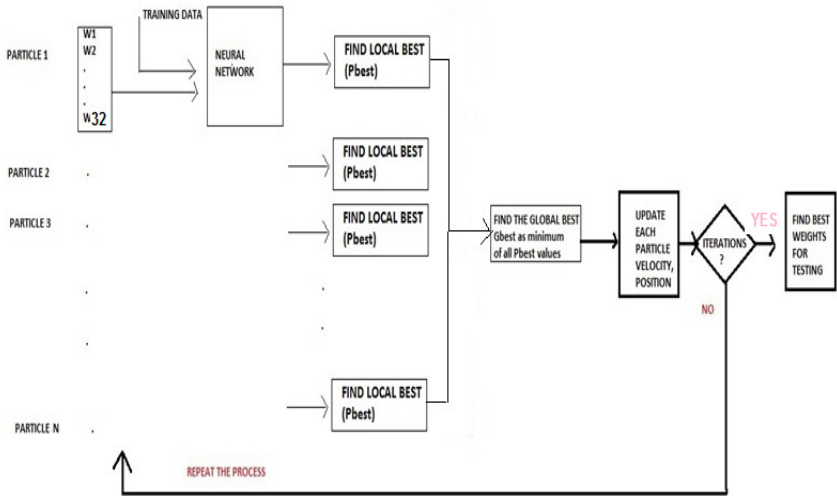 TRAINING DATA
PARTICLE 1
W1
W2
.
.
.
W32
NEURAL
NETWORK
FIND LOCAL BEST
(Pbest)
PARTICLE 2
FIND LOCAL BEST
(Pbest)
PARTICLE 3
FIND LOCAL BEST
(Pbest)
FIND THE GLOBAL BEST
Gbest as minimum
of all Pbest values
UPDATE
EACH
PARTICLE
VELOCITY,
POSITION
ITERATIONS
?
YES
NO
FIND BEST
WEIGHTS
FOR
TESTING
FIND LOCAL BEST
(Pbest)
PARTICLE N
REPEAT THE PROCESS